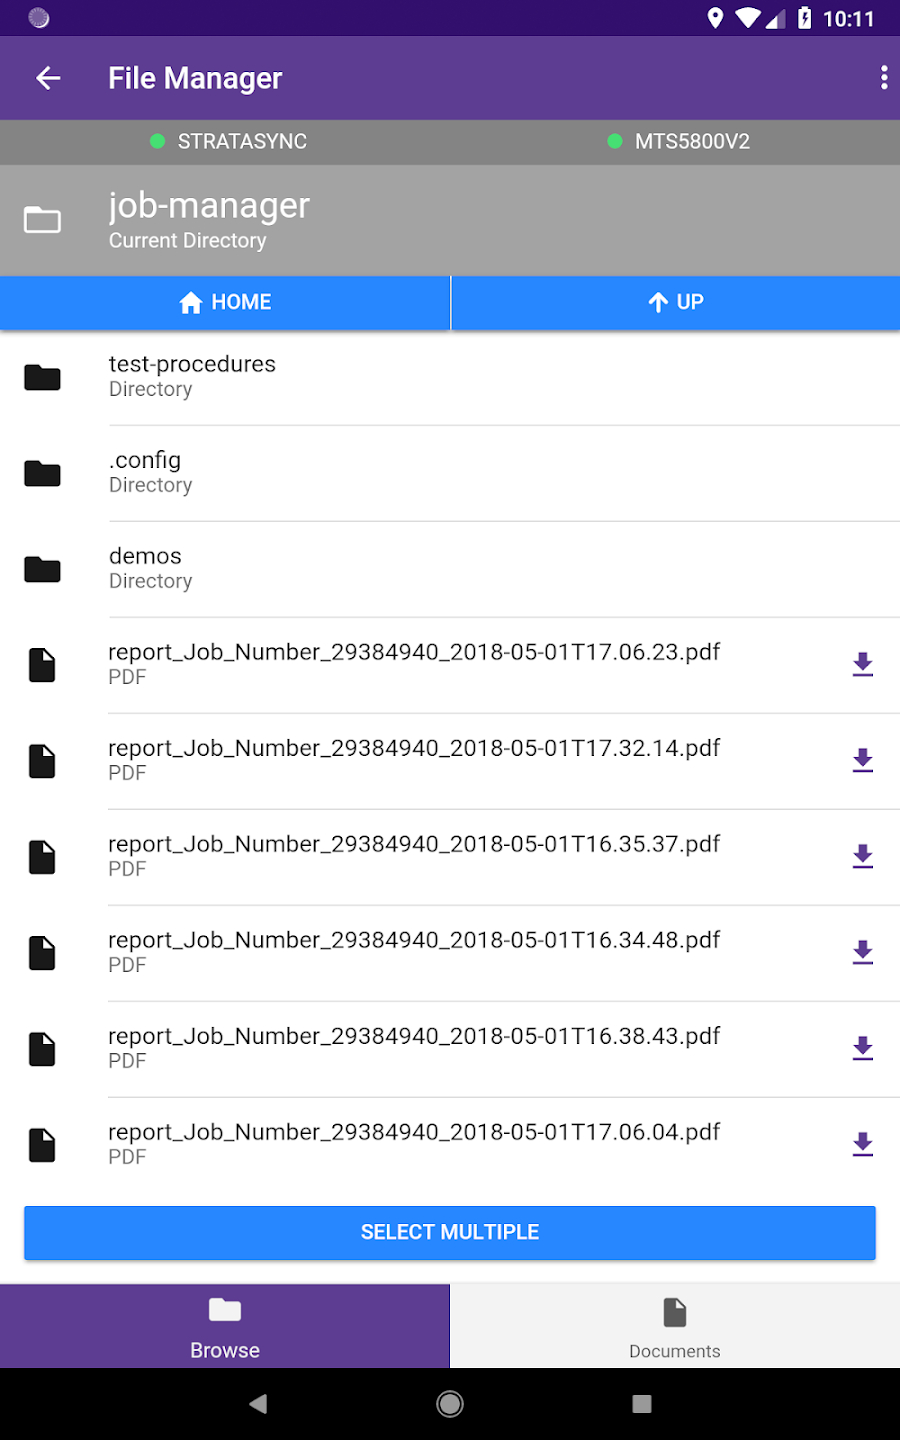 10:11
File Manager
STRATASYNC
MTS5800V2
job-manager
Current Directory
HOME
UP
test-procedures
Directory
.config
Directory
demos
Directory
report_Job_Number_29384940_2018-05-01T17.06.23.pdf
PDF
report_Job_Number_29384940_2018-05-01T17.32.14.pdf
PDF
report_Job_Number_29384940_2018-05-01T16.35.37.pdf
PDF
report_Job_Number_29384940_2018-05-01T16.34.48.pdf
PDF
report_Job_Number_29384940_2018-05-01T16.38.43.pdf
PDF
report_Job_Number_29384940_2018-05-01T17.06.04.pdf
PDF
SELECT MULTIPLE
Browse
Documents